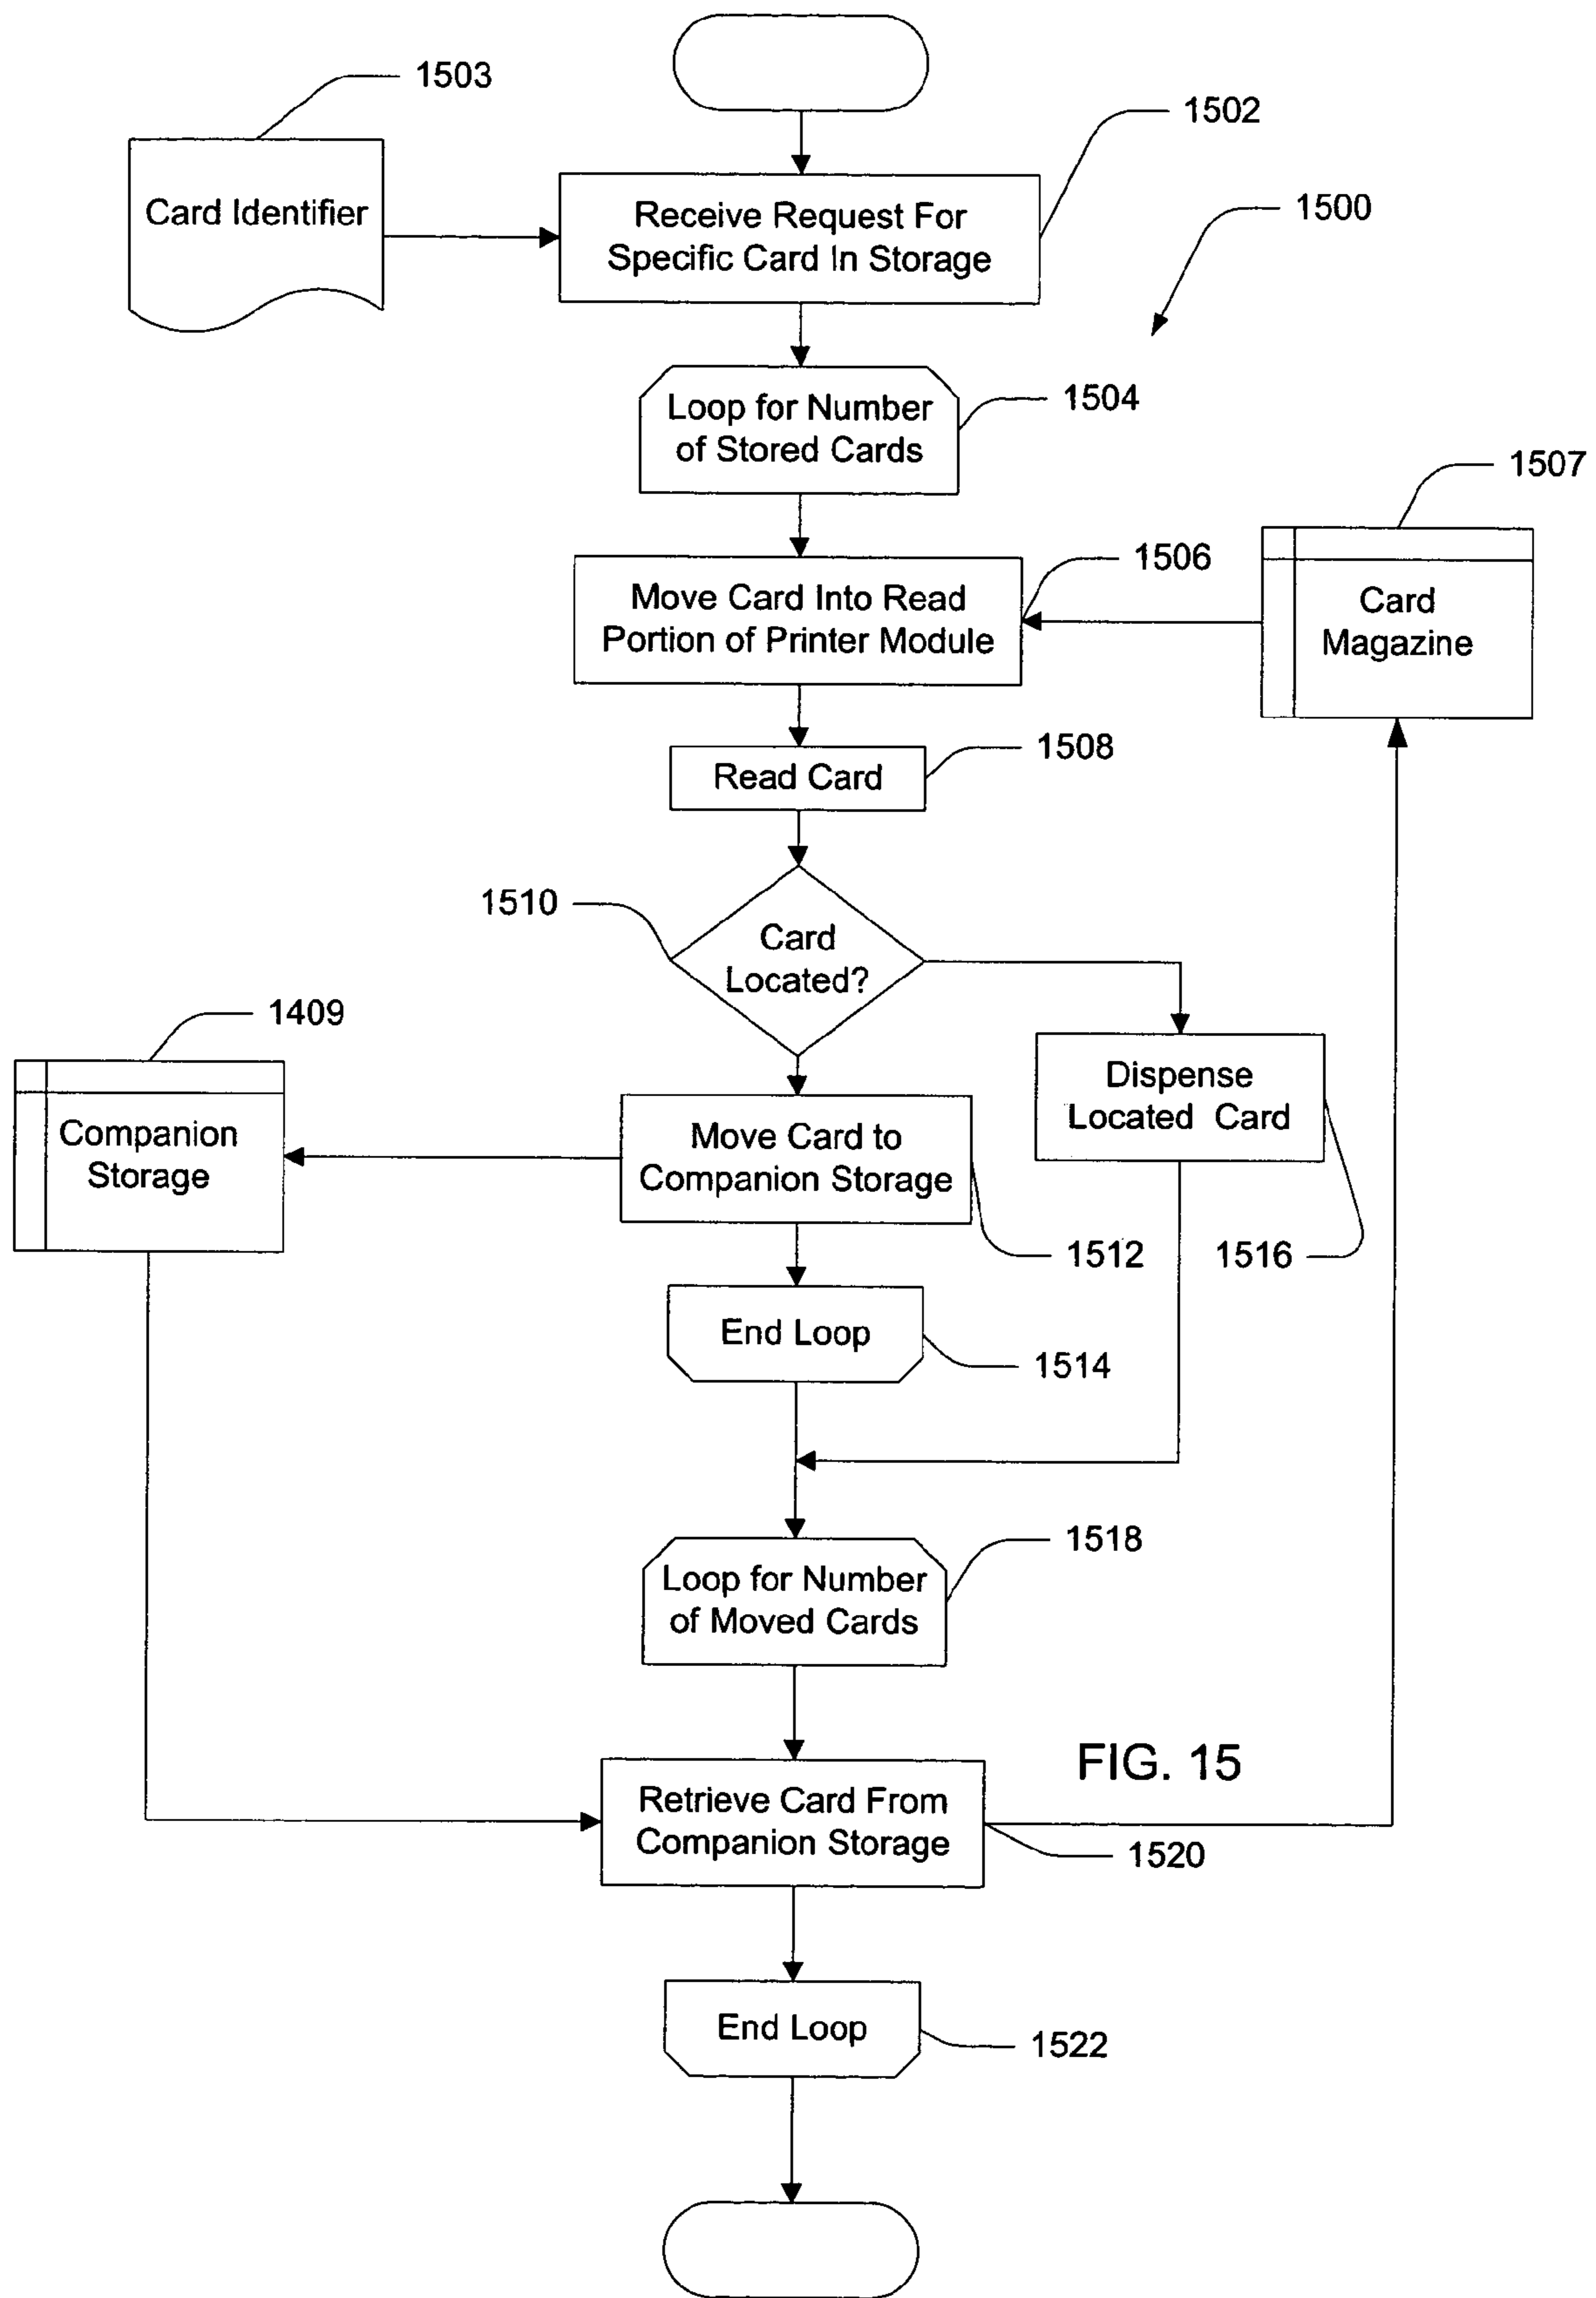 1503
1502
Card Identifier
Receive Request For
Specific Card In Storage
1500
Loop for Number
of Stored Cards
1504
1507
1506
Move Card Into Read
Portion of Printer Module
Card
Magazine
1508
Read Card
1510
Card
Located?
1409
Companion
Storage
Move Card to
Companion Storage
Dispense
Located Card
1512
1516
End Loop
1514
1518
Loop for Number
of Moved Cards
FIG. 15
Retrieve Card From
Companion Storage
1520
End Loop
1522